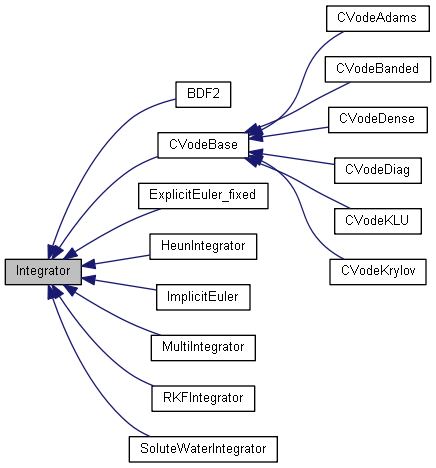 CVodeAdams
CVodeBanded
BDF2
CVodeDense
CVodeBase
CVodeDiag
ExplicitEuler_fixed
CVodeKLU
HeunIntegrator
Integrator
CVodeKrylov
ImplicitEuler
MultiIntegrator
RKFIntegrator
SoluteWaterIntegrator